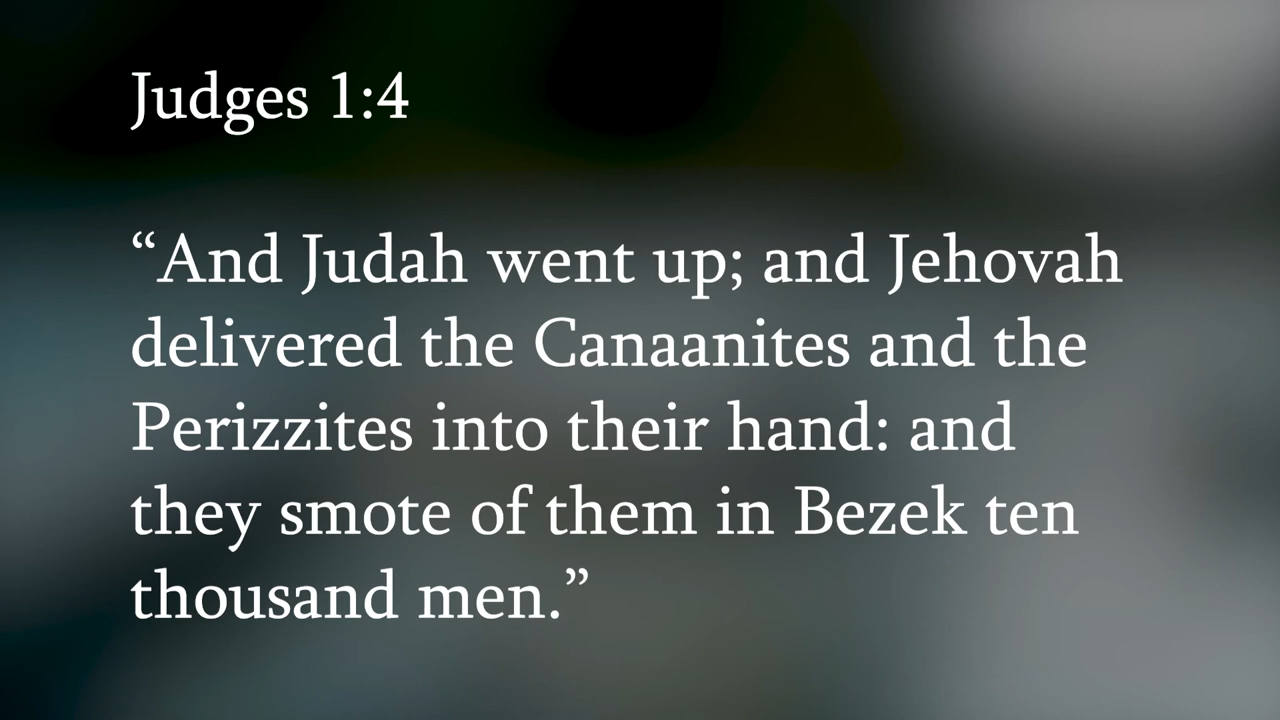 Judges 1:4
“And Judah went up; and Jehovah
delivered the Canaanites and the
Perizzites into their hand: and
they smote of them in Bezek ten
thousand men.”